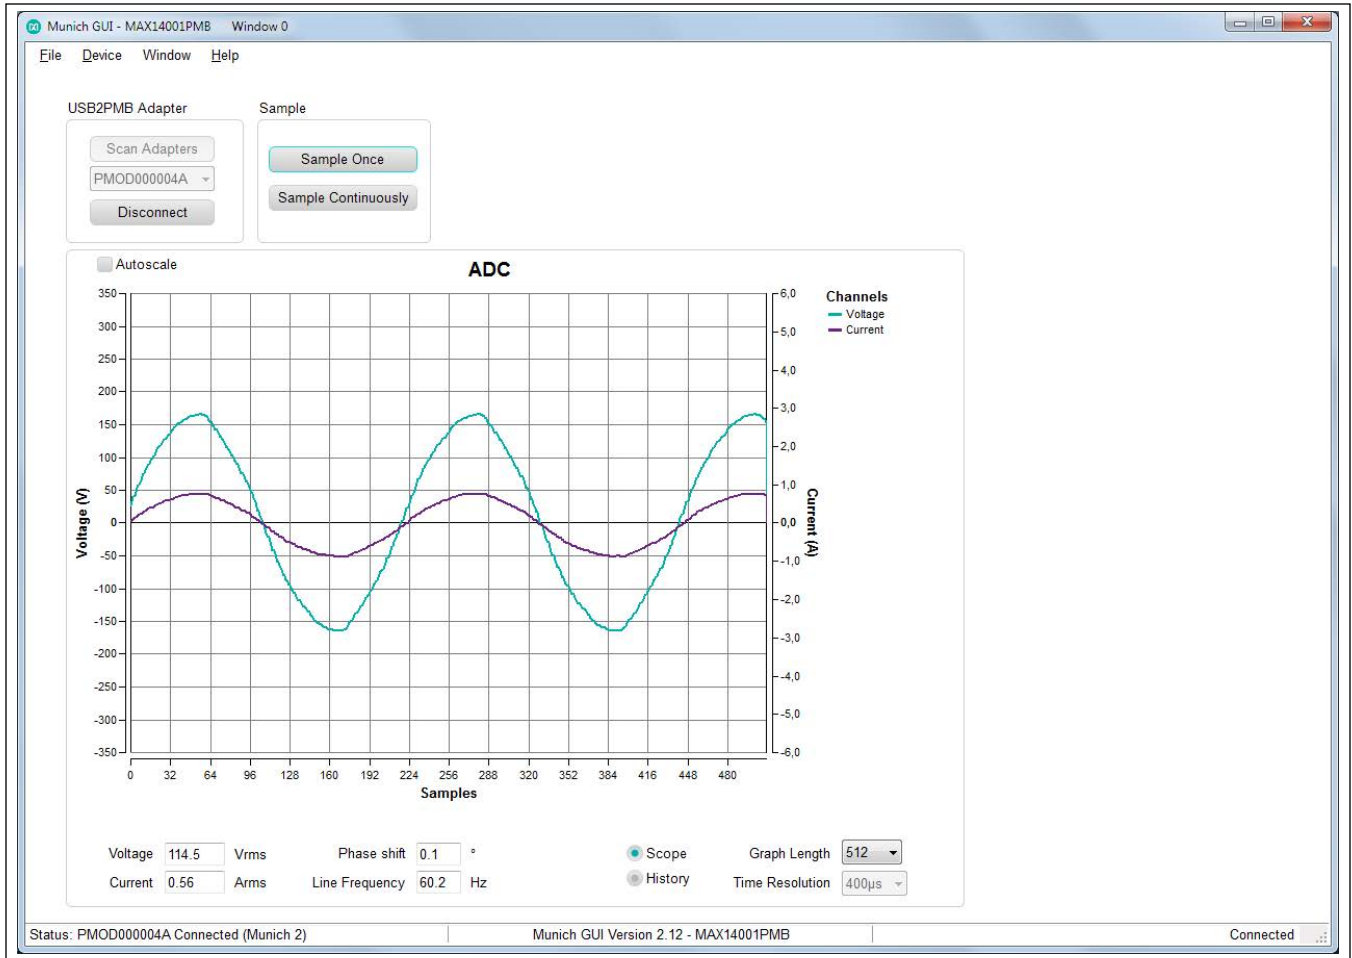 Munich GUI - MAX14001PMB Window 0
File Device Window Help
USB2PMB Adapter Sample
Scan Adapters
Sample Once
PMOD000004A
Sample Continuously
Disconnect
Autoscale
ADC
350 300 250 200 150 100 50 0 -50 -100 -150 -200 -250 -300 -350
Voltage (V)
6,0 5,0 4,0 3,0 2,0 1,0 0,0 -1,0 -2,0 -3,0 -4,0 -5,0 -6,0
Current (A)
Channels
Voltage
Current
0 32 64 96 128 160 192 224 256 288 320 352 384 416 448 480
Samples
Voltage 114.5 Vrms Phase shift 0.1 ° Scope Graph Length 512
Current 0.56 Arms Line Frequency 60.2 Hz History Time Resolution 400µs
Status: PMOD000004A Connected (Munich 2) Munich GUI Version 2.12 - MAX14001PMB Connected